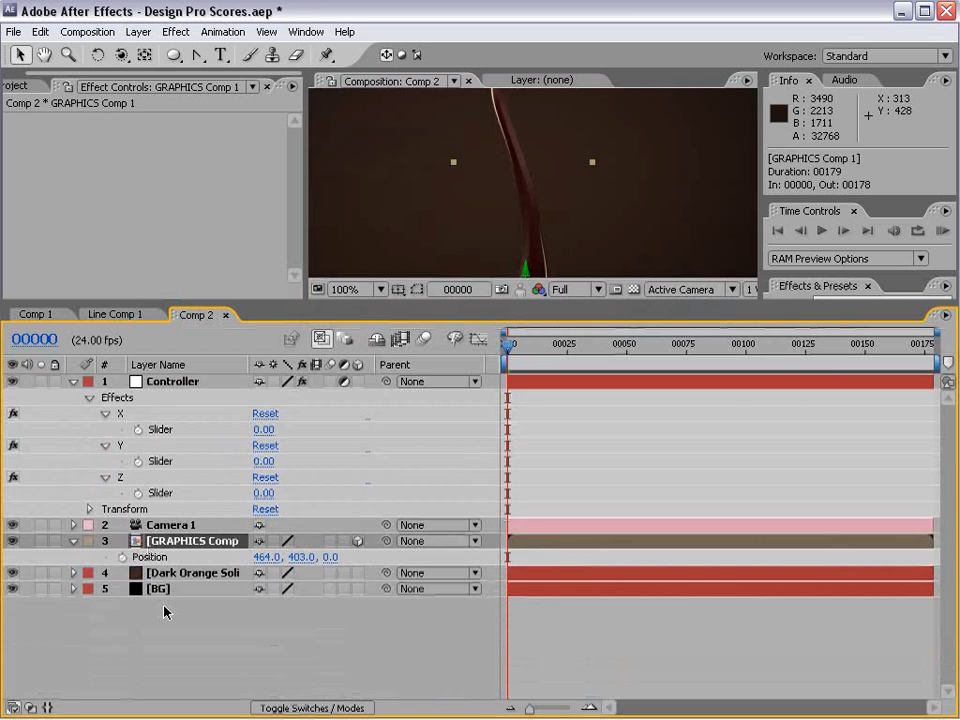 Adobe After Effects - Design Pro Scores.aep *
File Edit Composition Layer Effect Animation View Window Help
Workspace: Standard
roject Effect Controls: GRAPHICS Comp 1
Comp 2 * GRAPHICS Comp 1
Composition: Comp 2
Layer: (none)
Info Audio
R : 3490
G : 2213
B : 1711
A : 32768
X : 313
Y : 428
[GRAPHICS Comp 1]
Duration: 00179
In: 00000, Out: 00178
Time Controls
RAM Preview Options
Effects & Presets
100% 00000 Full Active Camera 1
Comp 1 Line Comp 1 Comp 2
00000 (24.00 fps)
0 00025 00050 00075 00100 00125 00150 00175
# Layer Name Parent
1 Controller None
Effects
X Reset
Slider 0.00
Y Reset
Slider 0.00
Z Reset
Slider 0.00
Transform Reset
2 Camera 1 None
3 [GRAPHICS Comp None
Position 464.0, 403.0, 0.0
4 [Dark Orange Soli None
5 [BG] None
Toggle Switches / Modes